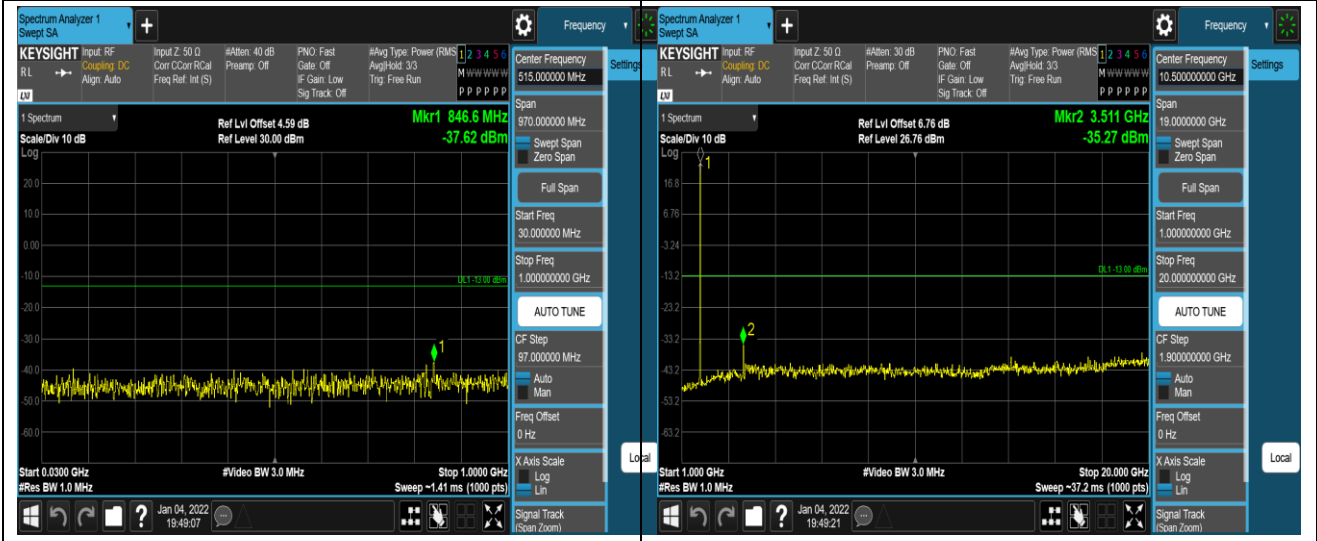 Spectrum Analyzer 1
Swept SA
+
Frequency
KEYSIGHT
RL
LXI
Input: RF
Coupling: DC
Align: Auto
Input Z: 50 Ω
Corr CCorr RCal
Freq Ref: Int (S)
#Atten: 40 dB
Preamp: Off
PNO: Fast
Gate: Off
IF Gain: Low
Sig Track: Off
#Avg Type: Power (RMS
Avg|Hold: 3/3
Trig: Free Run
1 2 3 4 5 6
M W W W W W
P P P P P P
Center Frequency
515.000000 MHz
Settings
Span
970.000000 MHz
Swept Span
Zero Span
Full Span
Start Freq
30.000000 MHz
Stop Freq
1.000000000 GHz
AUTO TUNE
CF Step
97.000000 MHz
Auto
Man
Freq Offset
0 Hz
X Axis Scale
Log
Lin
Signal Track
(Span Zoom)
Local
1 Spectrum
Scale/Div 10 dB
Log
Ref Lvl Offset 4.59 dB
Ref Level 30.00 dBm
Mkr1 846.6 MHz
-37.62 dBm
20.0
10.0
0.00
-10.0
DL1 -13.00 dBm
-20.0
-30.0
1
-40.0
-50.0
-60.0
Start 0.0300 GHz
#Res BW 1.0 MHz
#Video BW 3.0 MHz
Stop 1.0000 GHz
Sweep ~1.41 ms (1000 pts)
?
Jan 04, 2022
19:49:07
Spectrum Analyzer 1
Swept SA
+
Frequency
KEYSIGHT
RL
LXI
Input: RF
Coupling: DC
Align: Auto
Input Z: 50 Ω
Corr CCorr RCal
Freq Ref: Int (S)
#Atten: 30 dB
Preamp: Off
PNO: Fast
Gate: Off
IF Gain: Low
Sig Track: Off
#Avg Type: Power (RMS
Avg|Hold: 3/3
Trig: Free Run
1 2 3 4 5 6
M W W W W W
P P P P P P
Center Frequency
10.500000000 GHz
Settings
Span
19.0000000 GHz
Swept Span
Zero Span
Full Span
Start Freq
1.000000000 GHz
Stop Freq
20.000000000 GHz
AUTO TUNE
CF Step
1.900000000 GHz
Auto
Man
Freq Offset
0 Hz
X Axis Scale
Log
Lin
Signal Track
(Span Zoom)
Local
1 Spectrum
Scale/Div 10 dB
Log
Ref Lvl Offset 6.76 dB
Ref Level 26.76 dBm
Mkr2 3.511 GHz
-35.27 dBm
1
16.8
6.76
-3.24
DL1 -13.00 dBm
-13.2
-23.2
-33.2
2
-43.2
-53.2
-63.2
Start 1.000 GHz
#Res BW 1.0 MHz
#Video BW 3.0 MHz
Stop 20.000 GHz
Sweep ~37.2 ms (1000 pts)
?
Jan 04, 2022
19:49:21